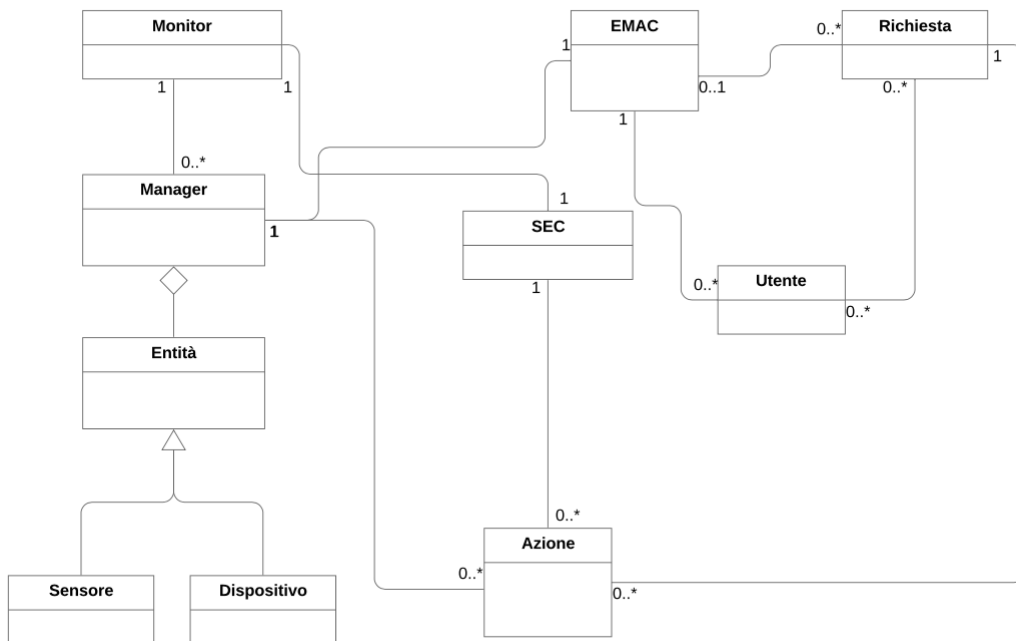 Monitor
EMAC
Richiesta
0..*
1
1
1
1
0..1
0..*
1
0..*
Manager
1
SEC
1
Utente
1
0..*
0..*
Entità
0..*
Azione
0..*
0..*
Sensore
Dispositivo